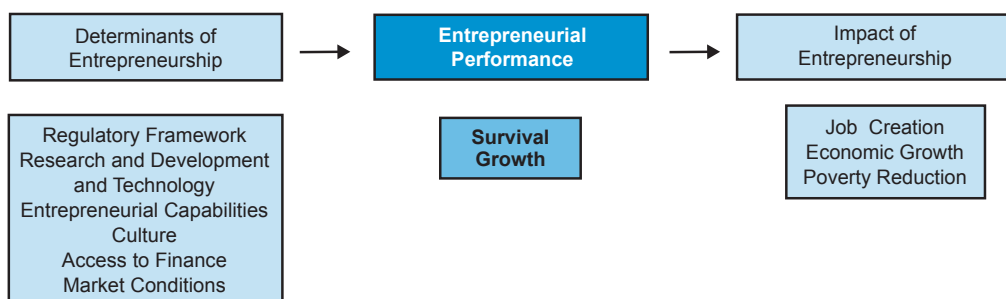 Determinants of
Entrepreneurship
Entrepreneurial
Performance
Impact of
Entrepreneurship
Regulatory Framework
Research and Development
and Technology
Entrepreneurial Capabilities
Culture
Access to Finance
Market Conditions
Survival
Growth
Job Creation
Economic Growth
Poverty Reduction